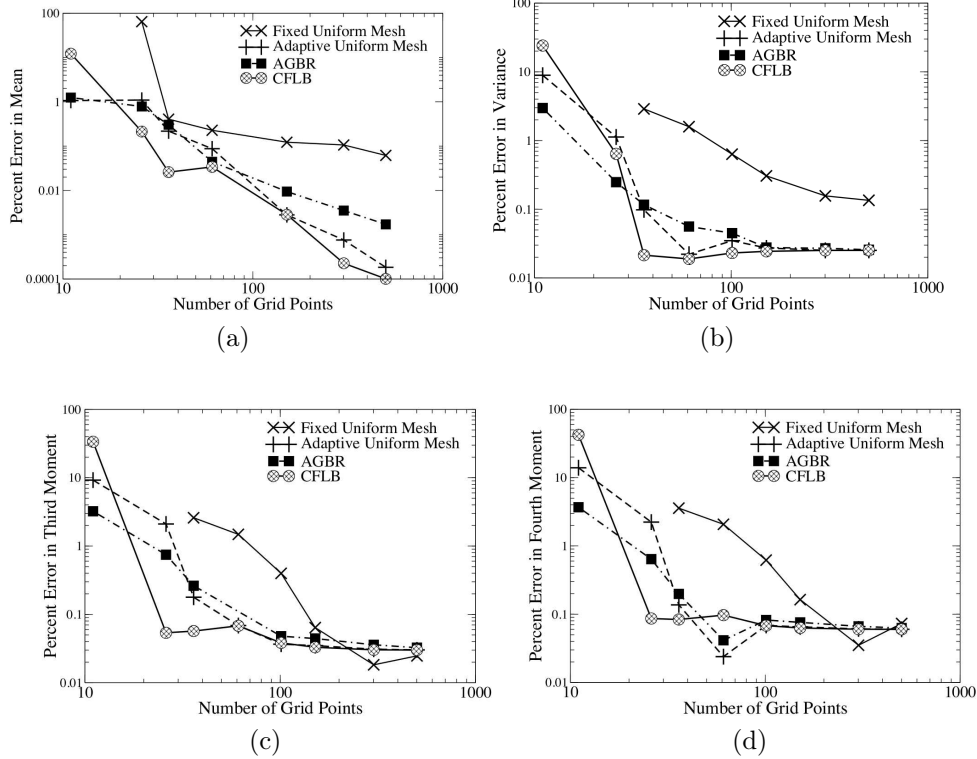 100
1
0.01
0.0001
10
100
1000
Percent Error in Mean
Number of Grid Points
Fixed Uniform Mesh
Adaptive Uniform Mesh
AGBR
CFLB
(a)
100
10
1
0.1
0.01
10
100
1000
Percent Error in Variance
Number of Grid Points
Fixed Uniform Mesh
Adaptive Uniform Mesh
AGBR
CFLB
(b)
100
10
1
0.1
0.01
10
100
1000
Percent Error in Third Moment
Number of Grid Points
Fixed Uniform Mesh
Adaptive Uniform Mesh
AGBR
CFLB
(c)
100
10
1
0.1
0.01
10
100
1000
Percent Error in Fourth Moment
Number of Grid Points
Fixed Uniform Mesh
Adaptive Uniform Mesh
AGBR
CFLB
(d)